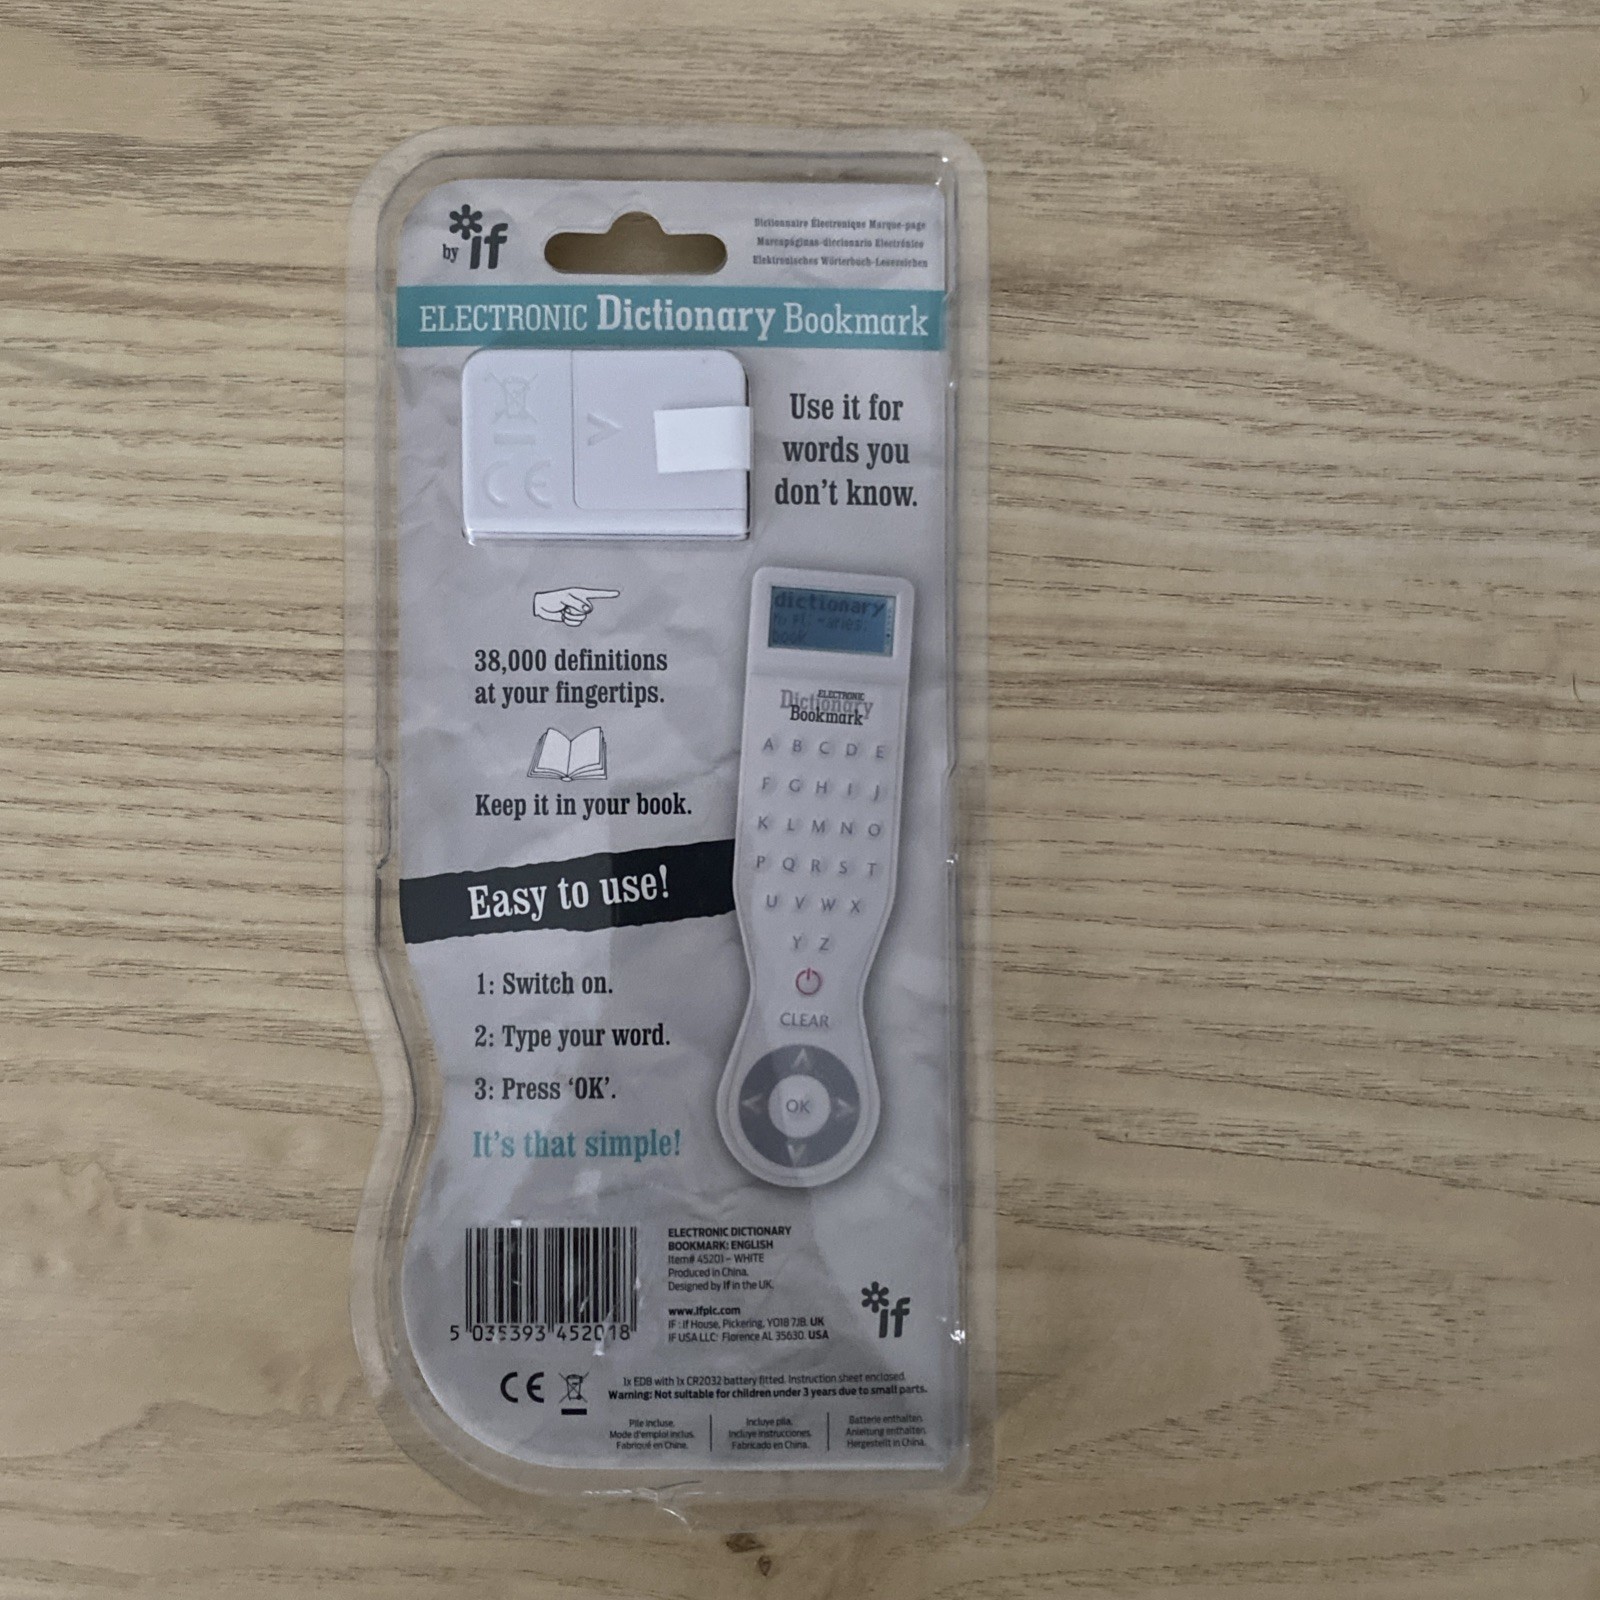 by if
Dictionnaire Électronique Marque-page
Marcapáginas-diccionario Electrónico
Elektronisches Wörterbuch-Lesezeichen
ELECTRONIC Dictionary Bookmark
CE
Use it for
words you
don't know.
38,000 definitions
at your fingertips.
Keep it in your book.
Easy to use!
1: Switch on.
2: Type your word.
3: Press 'OK'.
It's that simple!
dictionary
book
ELECTRONIC
Dictionary
Bookmark
A B C D E
F G H I J
K L M N O
P Q R S T
U V W X
Y Z
CLEAR
OK
5 035393 452018
ELECTRONIC DICTIONARY
BOOKMARK: ENGLISH
Item# 45201 – WHITE
Produced in China.
Designed by if in the UK.
www.ifplc.com
IF : if House, Pickering, YO18 7JB. UK
IF USA LLC: Florence AL 35630. USA
if
CE
1x EDB with 1x CR2032 battery fitted. Instruction sheet enclosed.
Warning: Not suitable for children under 3 years due to small parts.
Pile incluse.
Mode d'emploi inclus.
Fabriqué en Chine.
Incluye pila.
Incluye instrucciones.
Fabricado en China.
Batterie enthalten.
Anleitung enthalten.
Hergestellt in China.